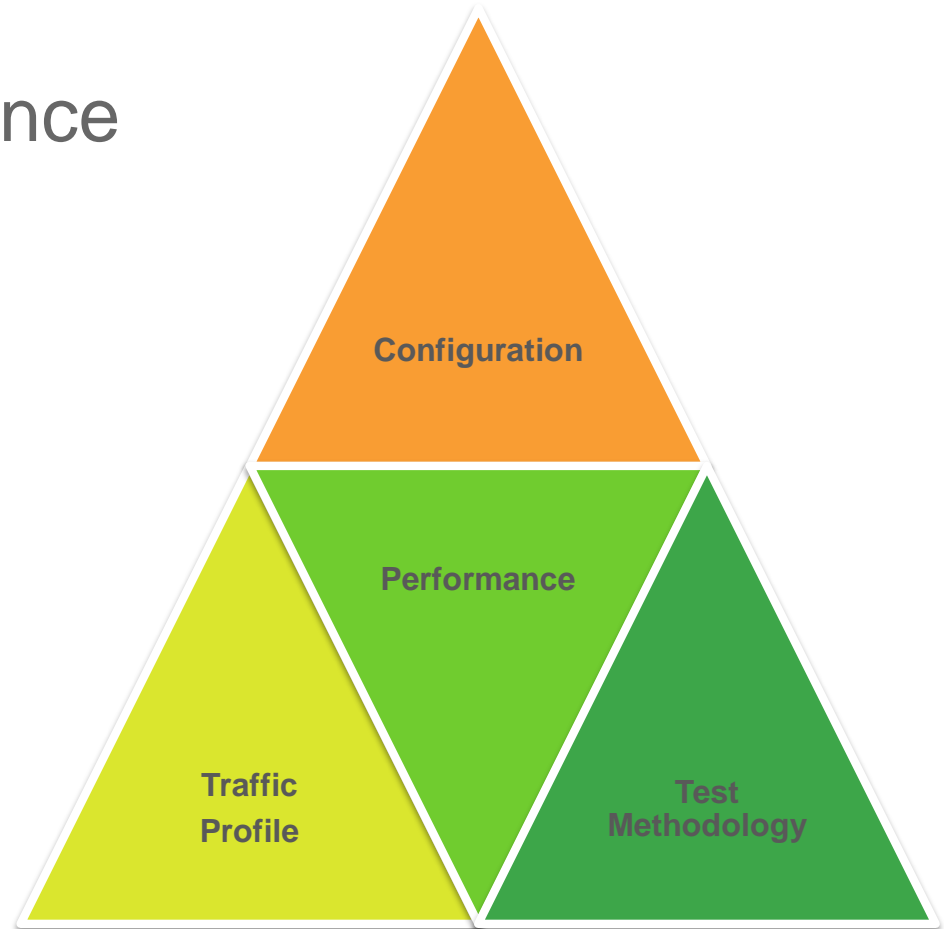 nce
Configuration
Performance
Traffic
Profile
Test
Methodology